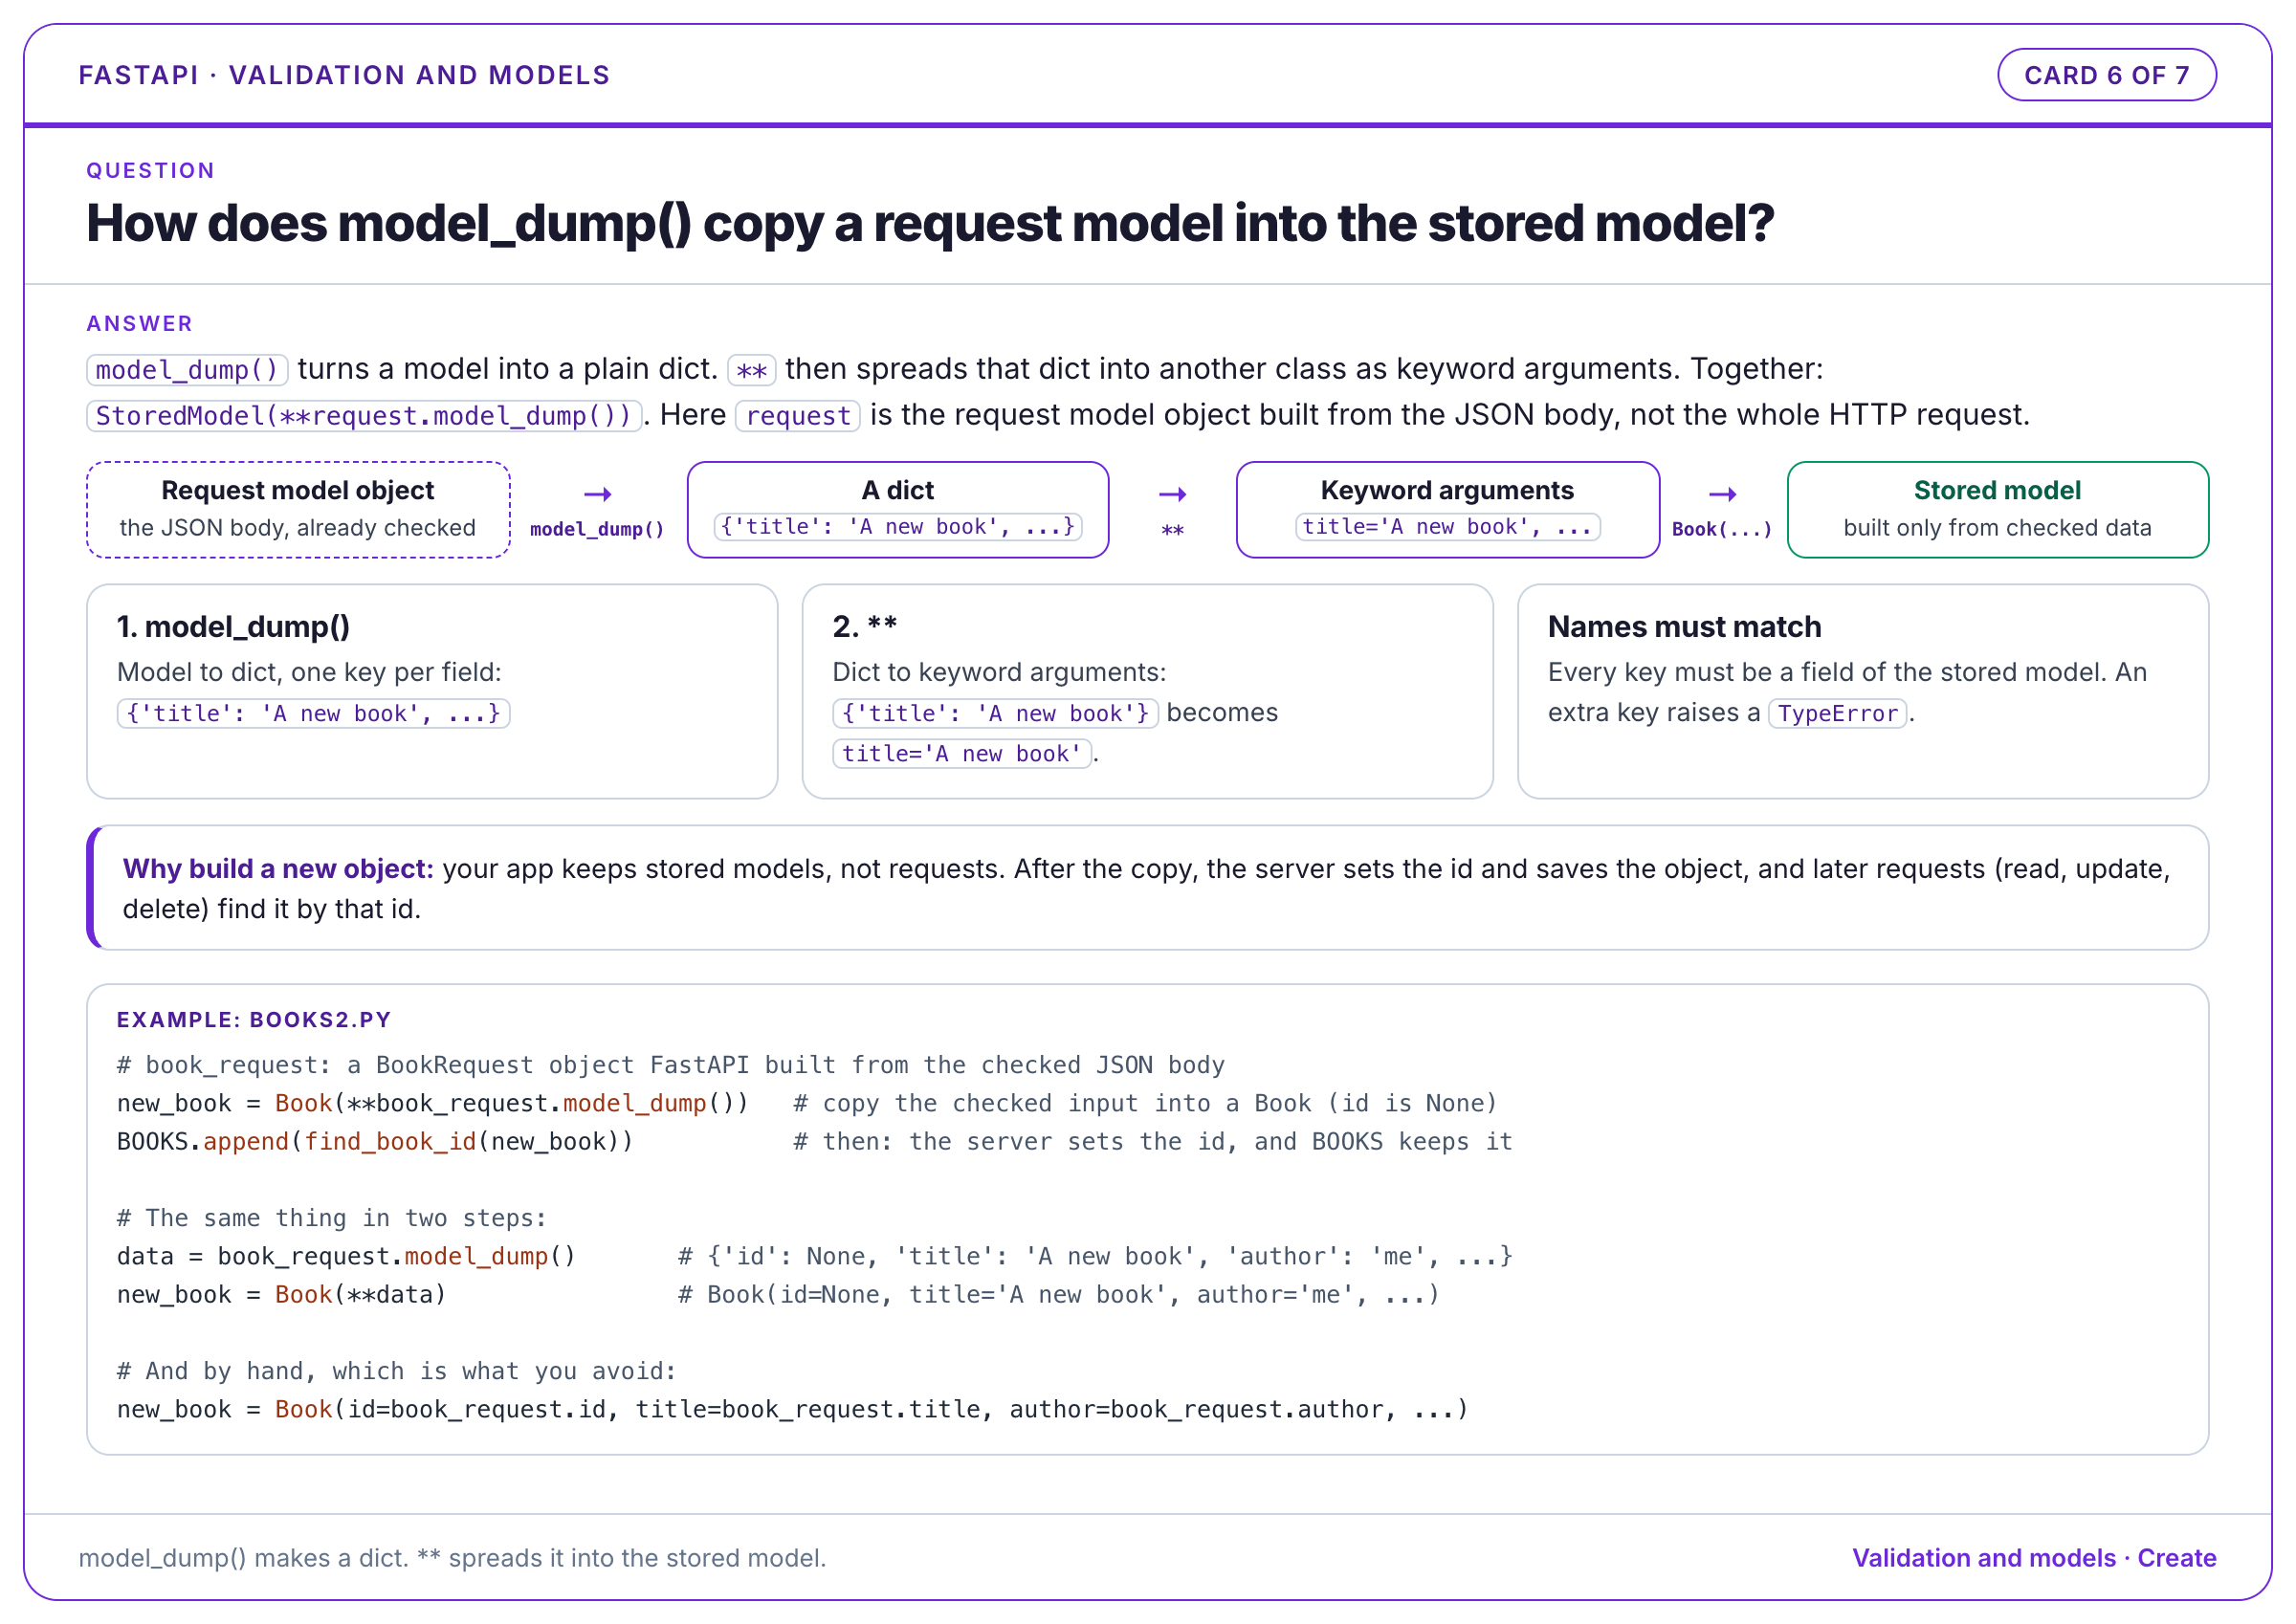 FASTAPI · VALIDATION AND MODELS
CARD 6 OF 7
QUESTION
How does model_dump() copy a request model into the stored model?
ANSWER
model_dump() turns a model into a plain dict. ** then spreads that dict into another class as keyword arguments. Together:
StoredModel(**request.model_dump()). Here request is the request model object built from the JSON body, not the whole HTTP request.
Request model object
the JSON body, already checked
→
model_dump()
A dict
{'title': 'A new book', ...}
→
**
Keyword arguments
title='A new book', ...
→
Book(...)
Stored model
built only from checked data
1. model_dump()
Model to dict, one key per field:
{'title': 'A new book', ...}
2. **
Dict to keyword arguments:
{'title': 'A new book'} becomes
title='A new book'.
Names must match
Every key must be a field of the stored model. An
extra key raises a TypeError.
Why build a new object: your app keeps stored models, not requests. After the copy, the server sets the id and saves the object, and later requests (read, update,
delete) find it by that id.
EXAMPLE: BOOKS2.PY
# book_request: a BookRequest object FastAPI built from the checked JSON body
new_book = Book(**book_request.model_dump())   # copy the checked input into a Book (id is None)
BOOKS.append(find_book_id(new_book))           # then: the server sets the id, and BOOKS keeps it
# The same thing in two steps:
data = book_request.model_dump()       # {'id': None, 'title': 'A new book', 'author': 'me', ...}
new_book = Book(**data)                # Book(id=None, title='A new book', author='me', ...)
# And by hand, which is what you avoid:
new_book = Book(id=book_request.id, title=book_request.title, author=book_request.author, ...)
model_dump() makes a dict. ** spreads it into the stored model.
Validation and models · Create